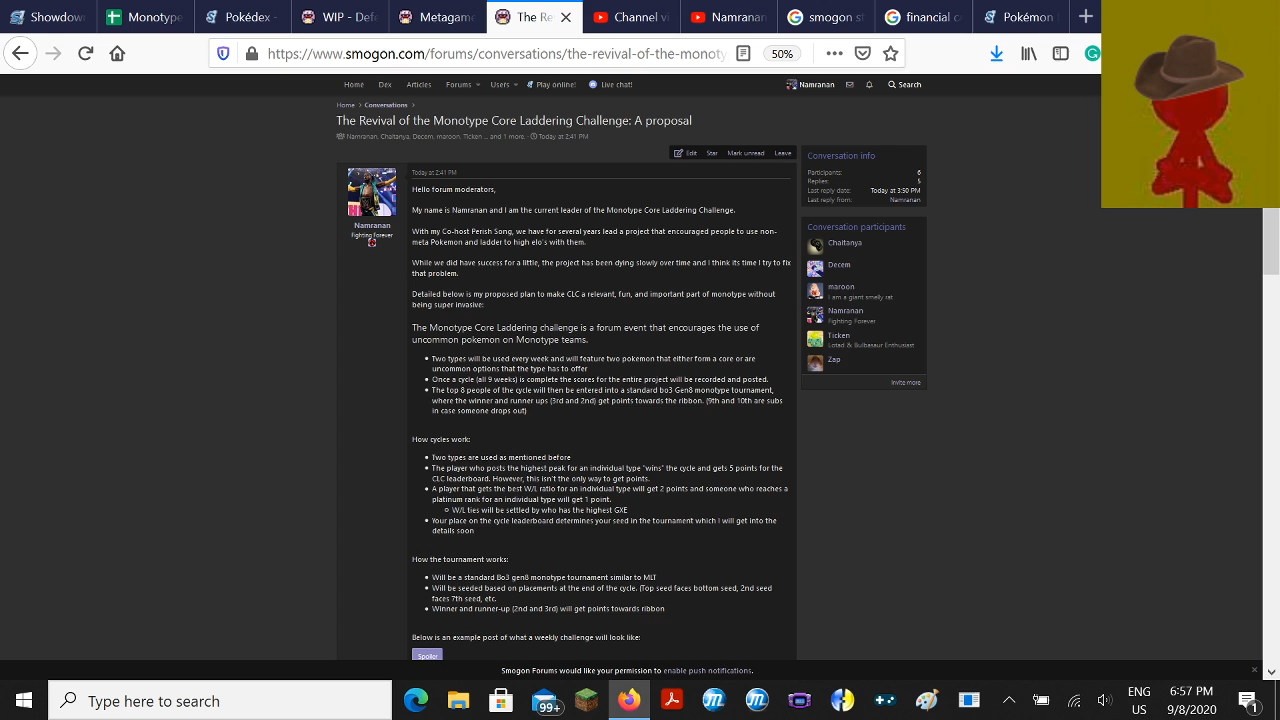 Showdown
Monotype
Pokédex -
WIP - Defe
Metagame
The Re
Channel vi
Namranan
smogon st
financial ca
Pokémon
https://www.smogon.com/forums/conversations/the-revival-of-the-monoty
50%
Home Dex Articles Forums Users Play online! Live chat!
Namranan Search
Home Conversations
The Revival of the Monotype Core Laddering Challenge: A proposal
Namranan, Chaitanya, Decem, maroon, Ticken ... and 1 more. · Today at 2:41 PM
Edit Star Mark unread Leave
Today at 2:41 PM
Namranan
Fighting Forever
Hello forum moderators,
My name is Namranan and I am the current leader of the Monotype Core Laddering Challenge.
With my Co-host Perish Song, we have for several years lead a project that encouraged people to use non-
meta Pokemon and ladder to high elo's with them.
While we did have success for a little, the project has been dying slowly over time and I think its time I try to fix
that problem.
Detailed below is my proposed plan to make CLC a relevant, fun, and important part of monotype without
being super invasive:
The Monotype Core Laddering challenge is a forum event that encourages the use of
uncommon pokemon on Monotype teams.
Two types will be used every week and will feature two pokemon that either form a core or are
uncommon options that the type has to offer
Once a cycle (all 9 weeks) is complete the scores for the entire project will be recorded and posted.
The top 8 people of the cycle will then be entered into a standard bo3 Gen8 monotype tournament,
where the winner and runner ups (3rd and 2nd) get points towards the ribbon. (9th and 10th are subs
in case someone drops out)
How cycles work:
Two types are used as mentioned before
The player who posts the highest peak for an individual type "wins" the cycle and gets 5 points for the
CLC leaderboard. However, this isn't the only way to get points.
A player that gets the best W/L ratio for an individual type will get 2 points and someone who reaches a
platinum rank for an individual type will get 1 point.
W/L ties will be settled by who has the highest GXE
Your place on the cycle leaderboard determines your seed in the tournament which I will get into the
details soon
How the tournament works:
Will be a standard Bo3 gen8 monotype tournament similar to MLT
Will be seeded based on placements at the end of the cycle. (Top seed faces bottom seed, 2nd seed
faces 7th seed, etc.
Winner and runner-up (2nd and 3rd) will get points towards ribbon
Below is an example post of what a weekly challenge will look like:
Spoiler
Conversation info
Participants: 6
Replies: 5
Last reply date: Today at 3:50 PM
Last reply from: Namranan
Conversation participants
Chaitanya
Decem
maroon
I am a giant smelly rat
Namranan
Fighting Forever
Ticken
Lotad & Bulbasaur Enthusiast
Zap
Invite more
Smogon Forums would like your permission to enable push notifications.
Type here to search
99+
ENG
US
6:57 PM
9/8/2020
1